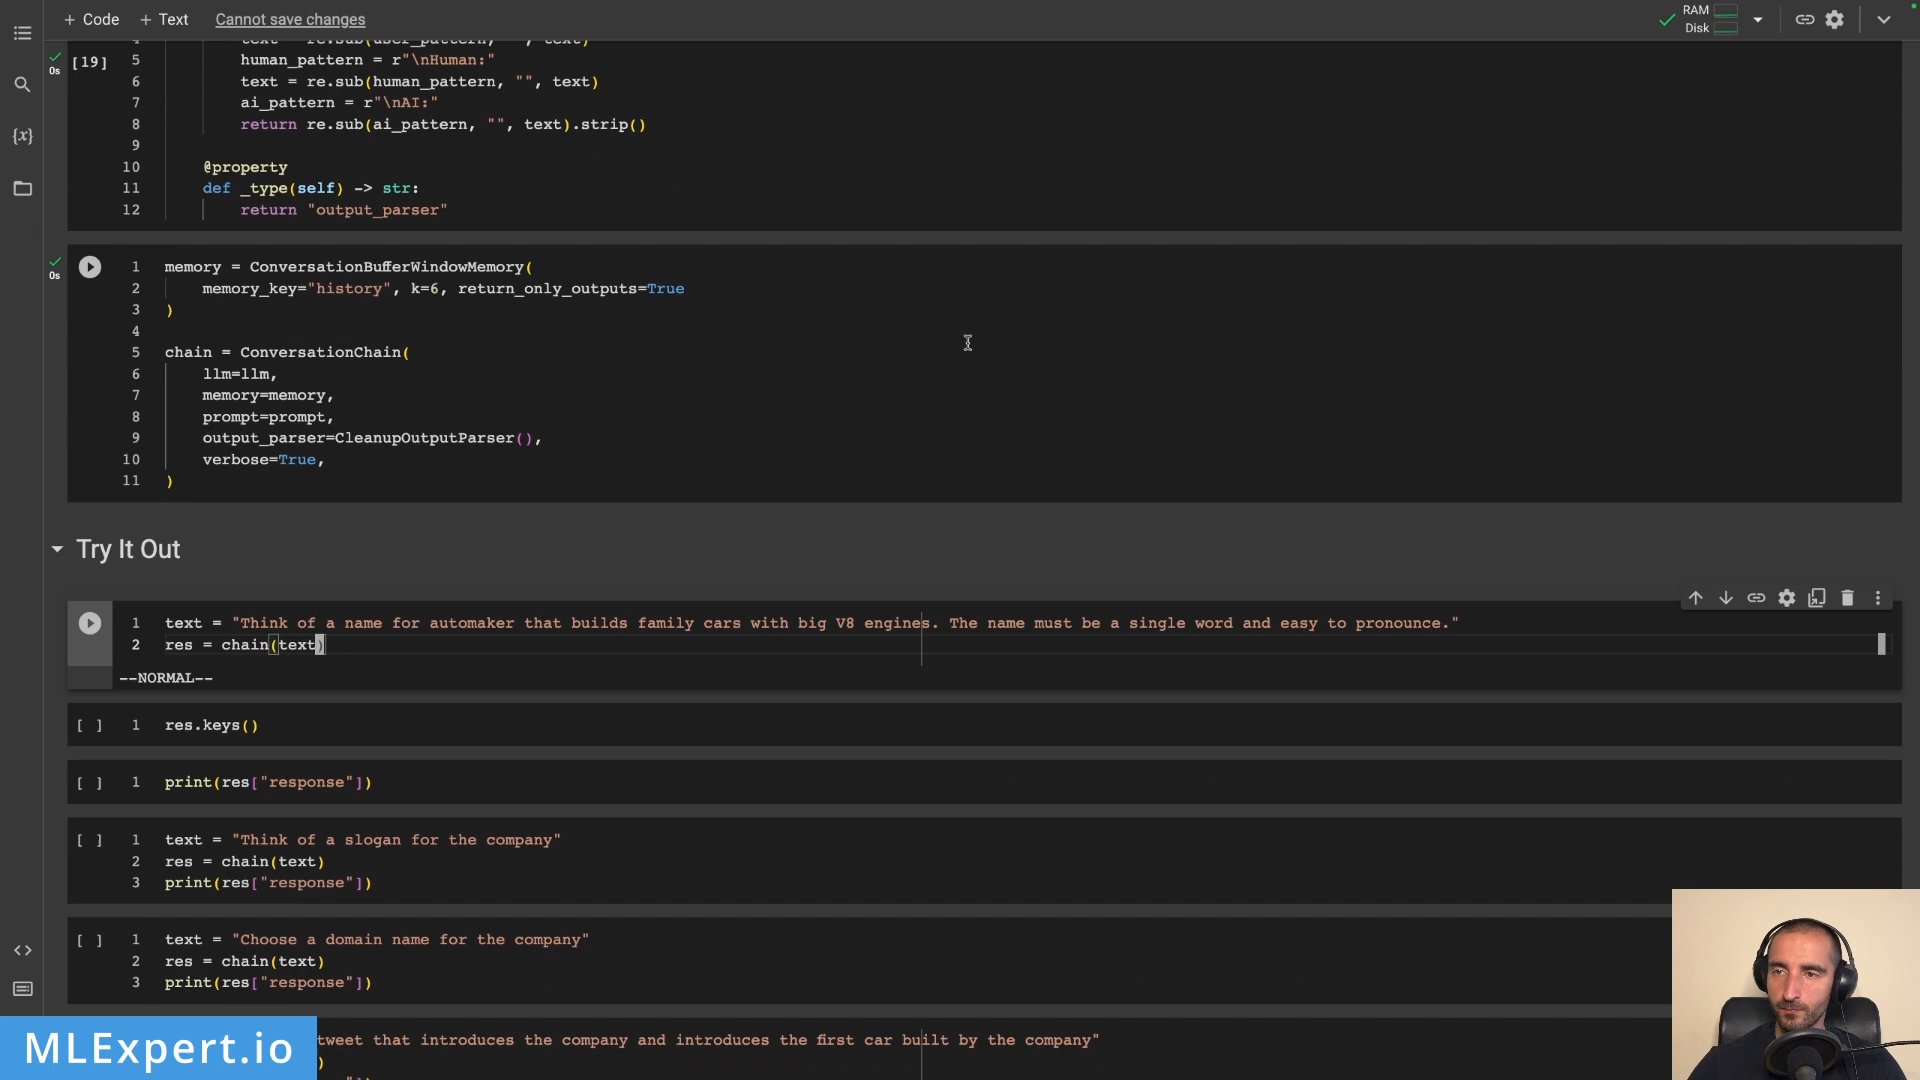 + Code + Text Cannot save changes RAM Disk
0s [19]
4 text = re.sub(user_pattern, "", text)
5 human_pattern = r"\nHuman:"
6 text = re.sub(human_pattern, "", text)
7 ai_pattern = r"\nAI:"
8 return re.sub(ai_pattern, "", text).strip()
9
10 @property
11 def _type(self) -> str:
12 return "output_parser"
0s
1 memory = ConversationBufferWindowMemory(
2 memory_key="history", k=6, return_only_outputs=True
3 )
4
5 chain = ConversationChain(
6 llm=llm,
7 memory=memory,
8 prompt=prompt,
9 output_parser=CleanupOutputParser(),
10 verbose=True,
11 )
Try It Out
1 text = "Think of a name for automaker that builds family cars with big V8 engines. The name must be a single word and easy to pronounce."
2 res = chain(text)
--NORMAL--
[ ] 1 res.keys()
[ ] 1 print(res["response"])
[ ] 1 text = "Think of a slogan for the company"
2 res = chain(text)
3 print(res["response"])
[ ] 1 text = "Choose a domain name for the company"
2 res = chain(text)
3 print(res["response"])
tweet that introduces the company and introduces the first car built by the company"
)
MLExpert.io